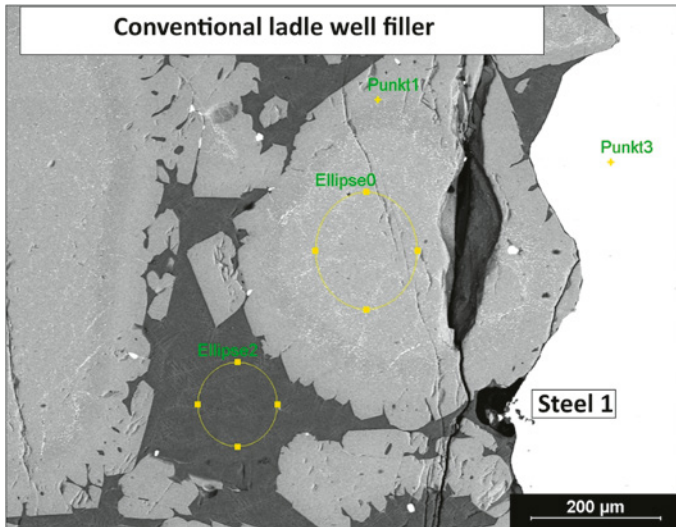 Conventional ladle well filler
Punkt1
Punkt3
Ellipse0
Ellipse2
Steel 1
200 µm